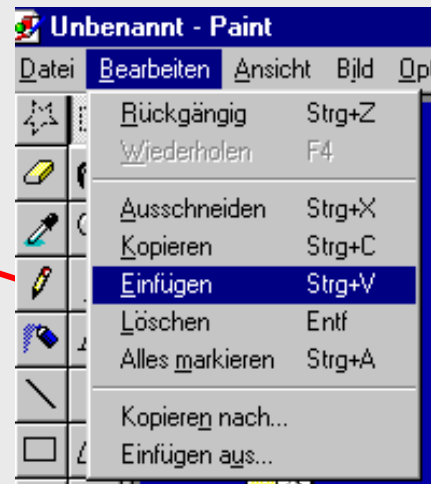 Unbenannt - Paint
Datei Bearbeiten Ansicht Bild
Rückgängig Strg+Z
Wiederholen F4
Ausschneiden Strg+X
Kopieren Strg+C
Einfügen Strg+V
Löschen Entf
Alles markieren Strg+A
Kopieren nach...
Einfügen aus...